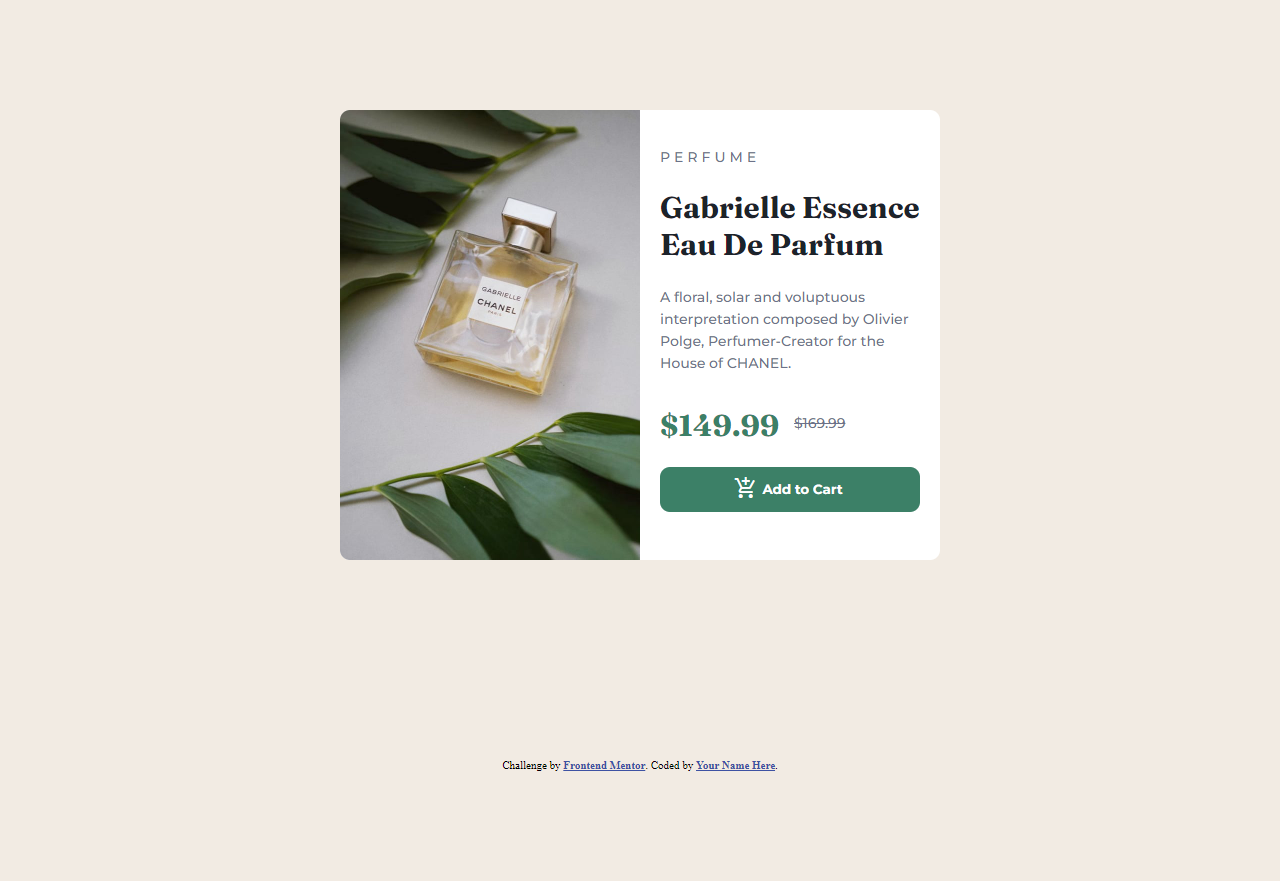 GABRIELLE
CHANEL
PARIS
PERFUME
Gabrielle Essence
Eau De Parfum
A floral, solar and voluptuous
interpretation composed by Olivier
Polge, Perfumer-Creator for the
House of CHANEL.
$149.99 $169.99
Add to Cart
Challenge by Frontend Mentor. Coded by Your Name Here.